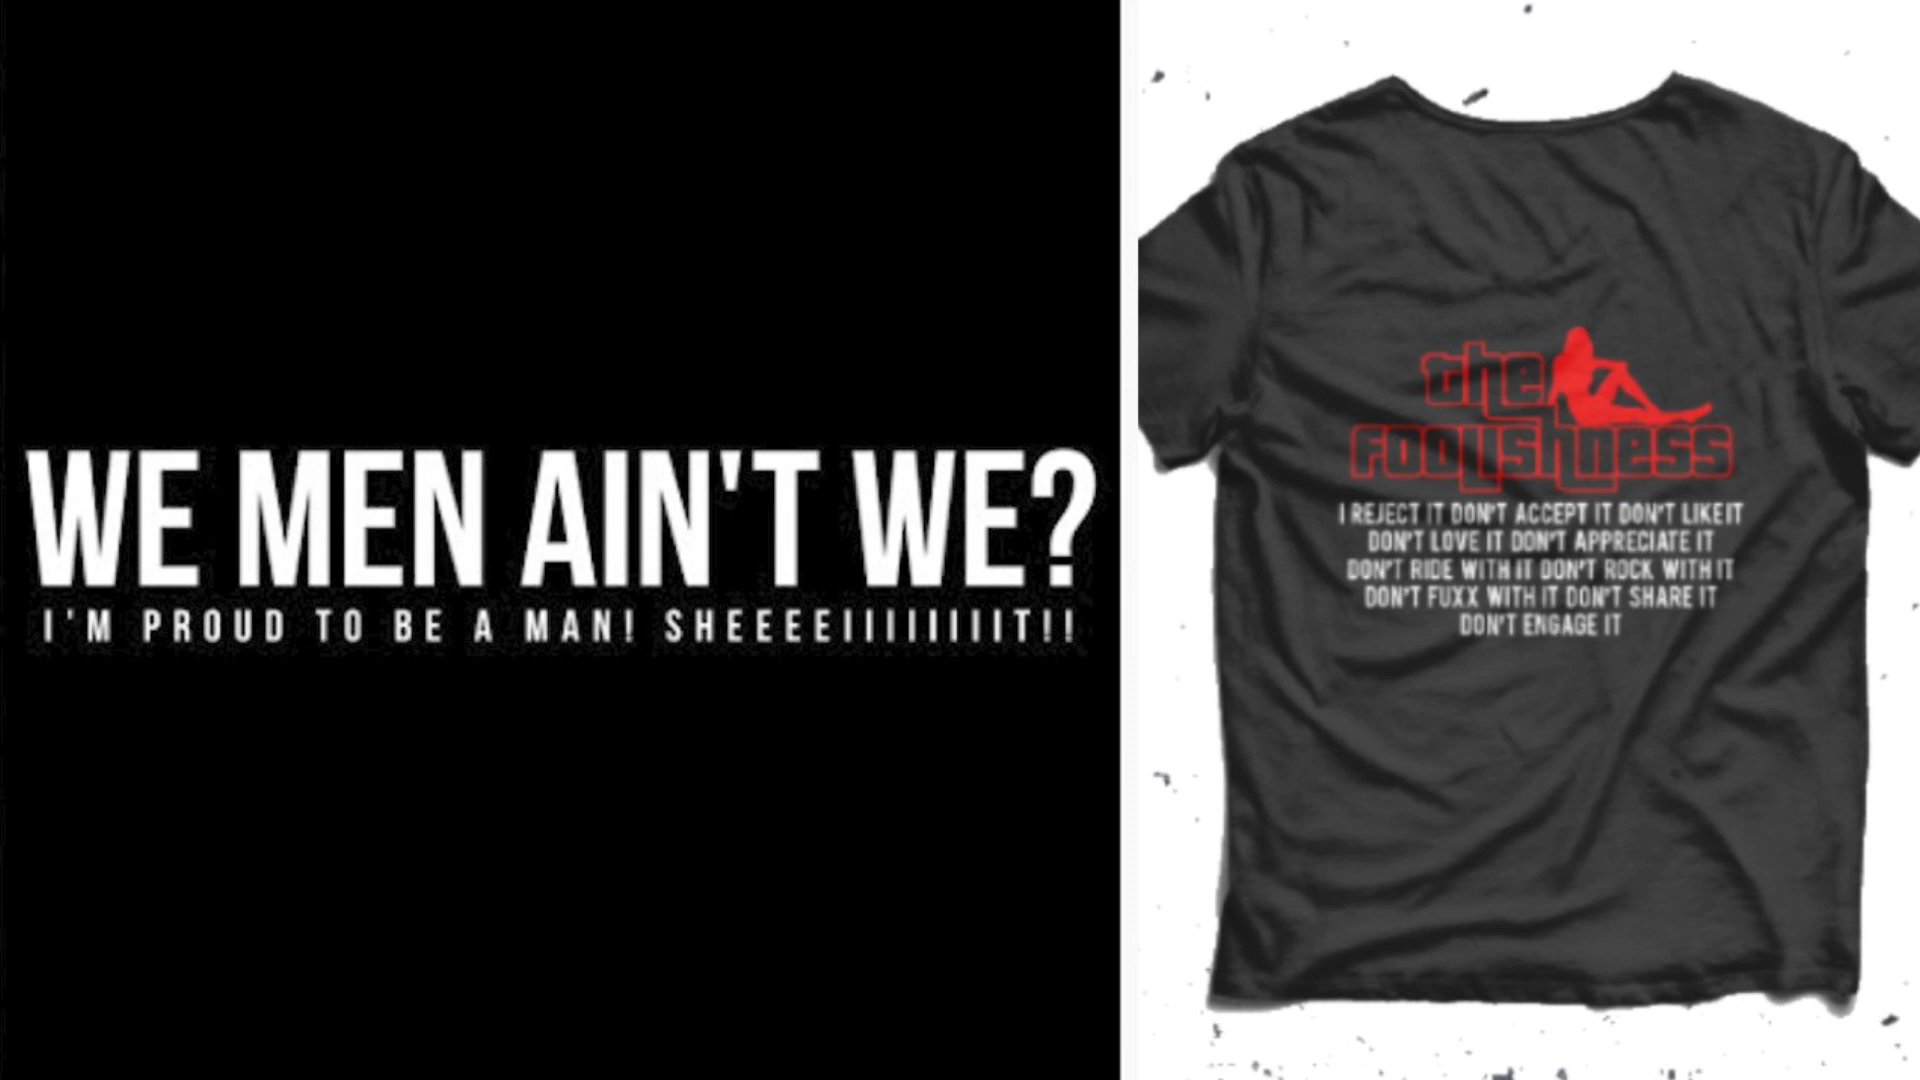 WE MEN AIN'T WE?
I'M PROUD TO BE A MAN! SHEEEEIIIIIIIIIT!!
the
FOOlishness
I REJECT IT DON'T ACCEPT IT DON'T LIKE IT
DON'T LOVE IT DON'T APPRECIATE IT
DON'T RIDE WITH IT DON'T ROCK WITH IT
DON'T FUXX WITH IT DON'T SHARE IT
DON'T ENGAGE IT